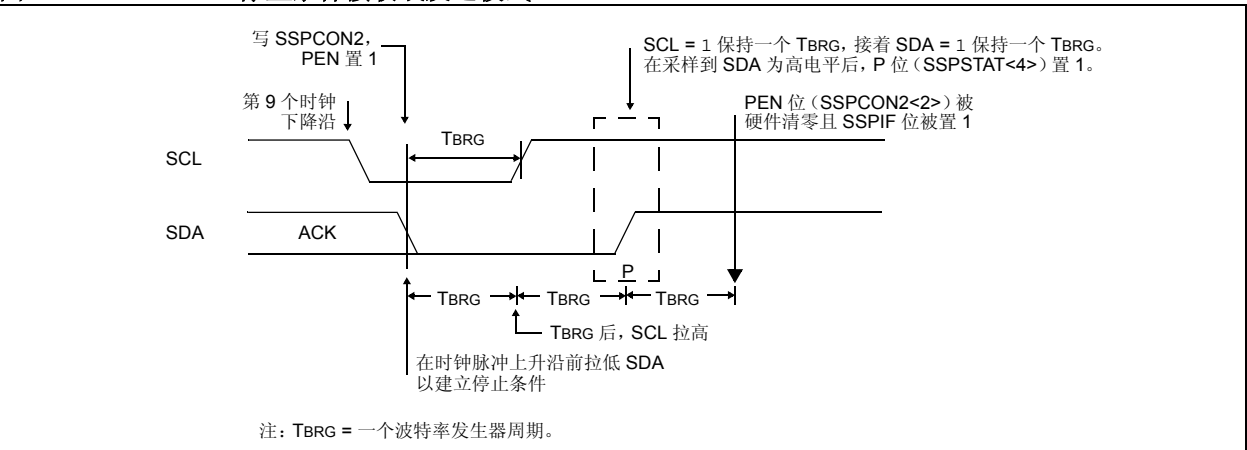 写 SSPCON2，
PEN 置 1
SCL = 1 保持一个 TBRG，接着 SDA = 1 保持一个 TBRG。
在采样到 SDA 为高电平后，P 位（SSPSTAT<4>）置 1。
第 9 个时钟
下降沿
PEN 位（SSPCON2<2>）被
硬件清零且 SSPIF 位被置 1
TBRG
SCL
SDA
ACK
P
TBRG
TBRG
TBRG
TBRG 后，SCL 拉高
在时钟脉冲上升沿前拉低 SDA
以建立停止条件
注：TBRG = 一个波特率发生器周期。